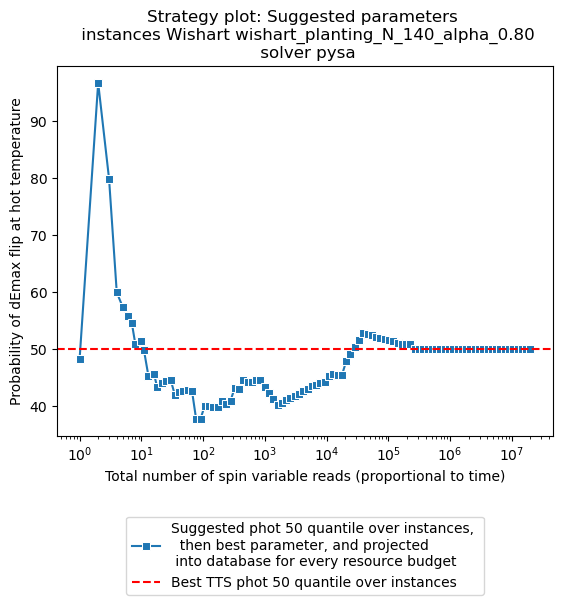 Strategy plot: Suggested parameters
instances Wishart wishart_planting_N_140_alpha_0.80
solver pysa
Probability of dEmax flip at hot temperature
90
80
70
60
50
40
10^0 10^1 10^2 10^3 10^4 10^5 10^6 10^7
Total number of spin variable reads (proportional to time)
Suggested phot 50 quantile over instances,
then best parameter, and projected
into database for every resource budget
Best TTS phot 50 quantile over instances